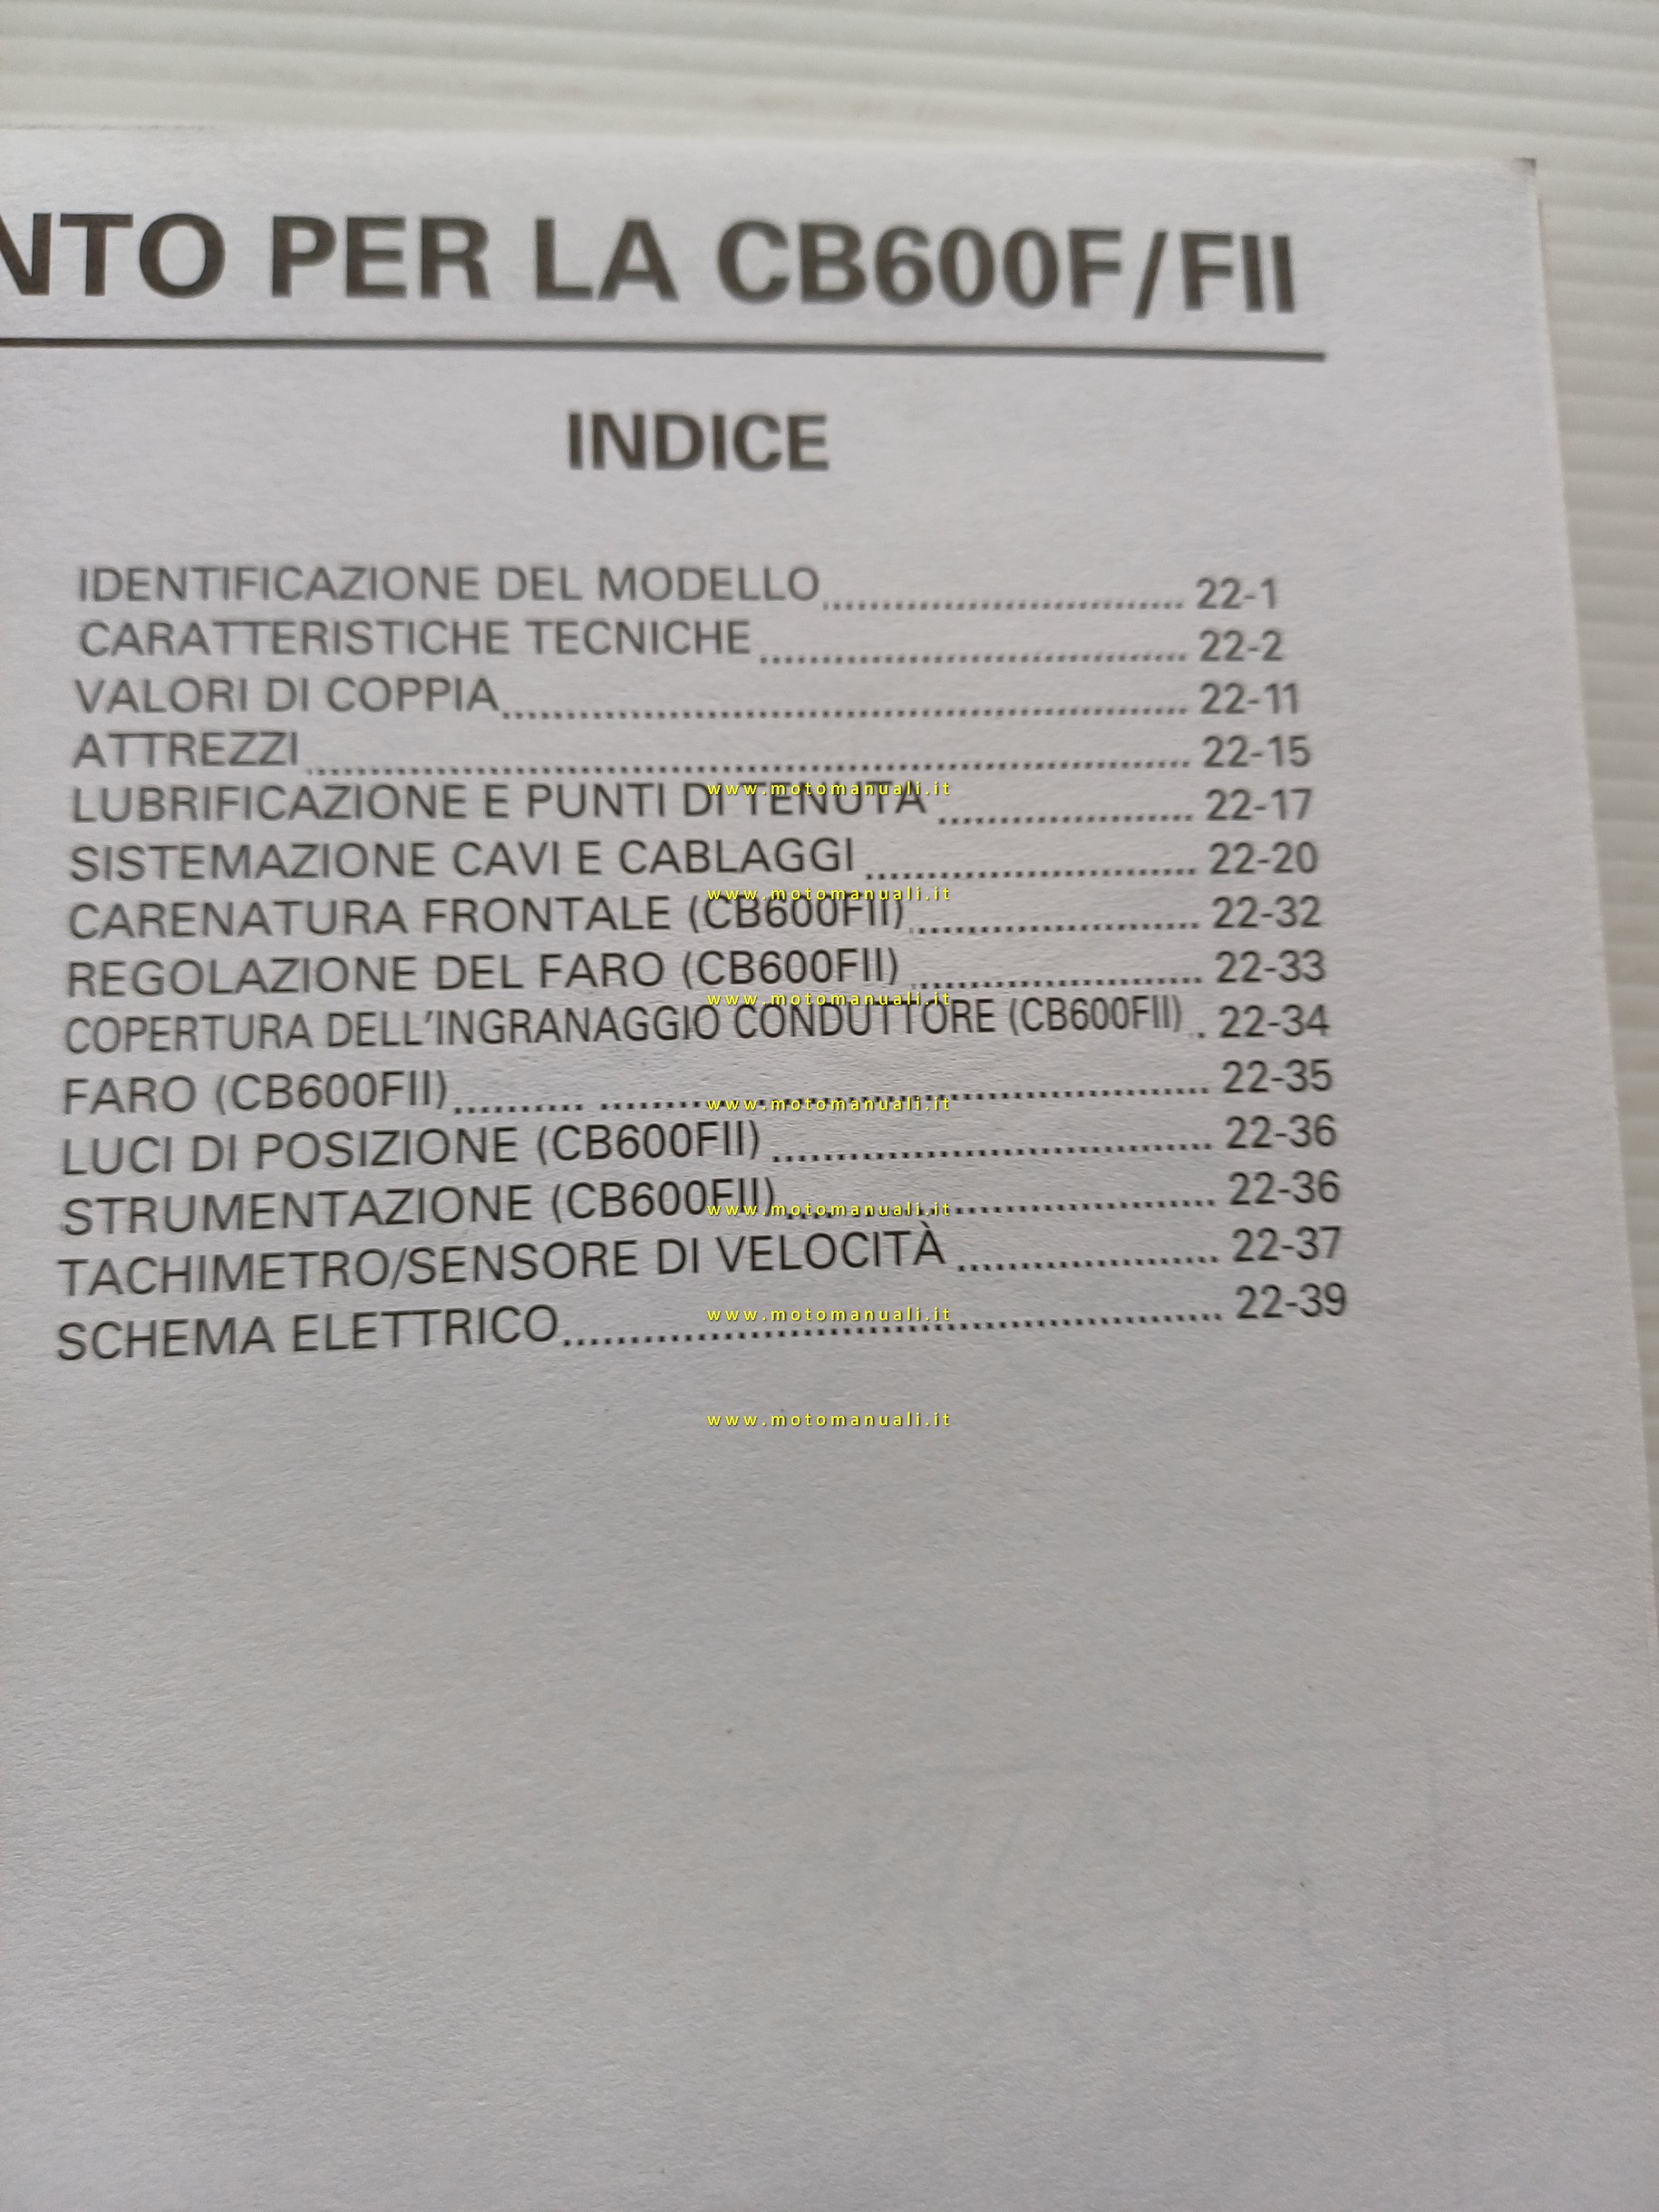 NTO PER LA CB600F/FII
INDICE
IDENTIFICAZIONE DEL MODELLO.............................. 22-1
CARATTERISTICHE TECNICHE.................................... 22-2
VALORI DI COPPIA......................................................... 22-11
ATTREZZI.......................................................................... 22-15
LUBRIFICAZIONE E PUNTI DI TENUTA..................... 22-17
www.motomanuali.it
SISTEMAZIONE CAVI E CABLAGGI........................... 22-20
www.motomanuali.it
CARENATURA FRONTALE (CB600FII)....................... 22-32
REGOLAZIONE DEL FARO (CB600FII)........................ 22-33
www.motomanuali.it
COPERTURA DELL'INGRANAGGIO CONDUTTORE (CB600FII). 22-34
FARO (CB600FII).......... .................................................. 22-35
www.motomanuali.it
LUCI DI POSIZIONE (CB600FII).................................... 22-36
STRUMENTAZIONE (CB600FII).................................... 22-36
www.motomanuali.it
TACHIMETRO/SENSORE DI VELOCITÀ...................... 22-37
SCHEMA ELETTRICO...................................................... 22-39
www.motomanuali.it
www.motomanuali.it